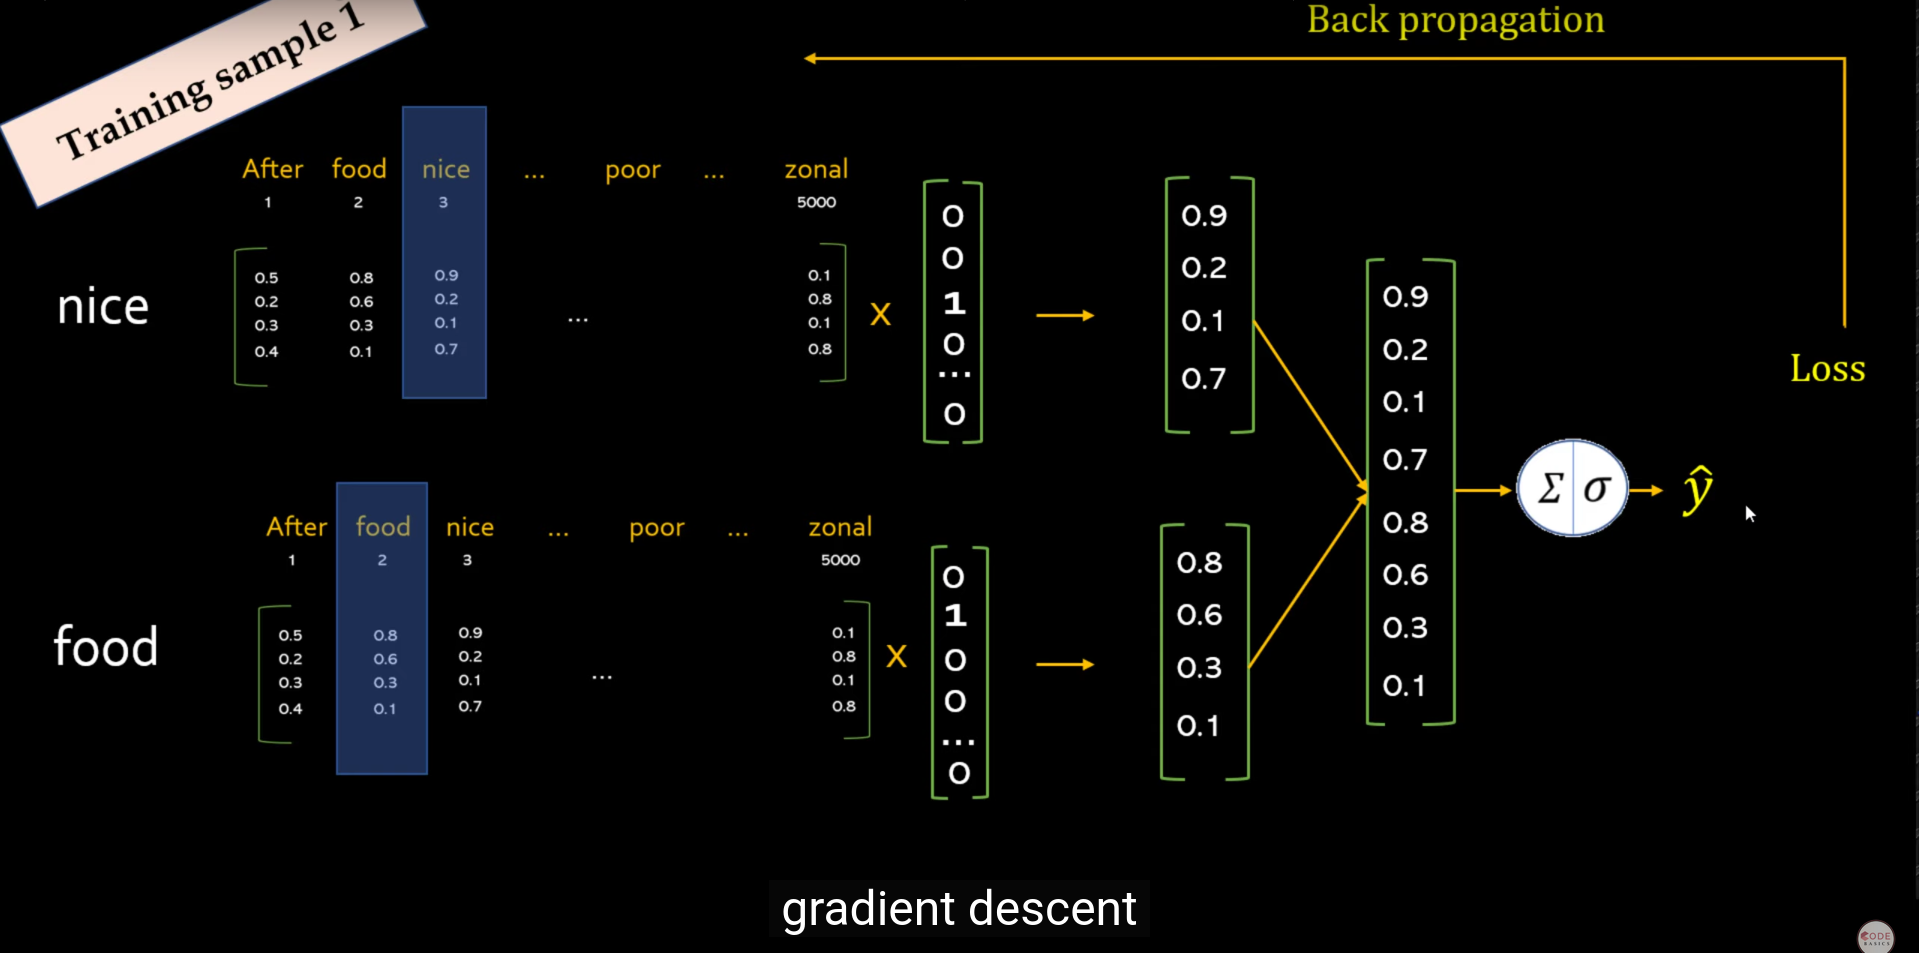 Training sample 1
Back propagation
After food nice ... poor ... zonal
1 2 3 5000
nice
0.5 0.8 0.9 0.1
0.2 0.6 0.2 0.8
0.3 0.3 0.1 ... 0.1
0.4 0.1 0.7 0.8
X
0
0
1
0
...
0
0.9
0.2
0.1
0.7
After food nice ... poor ... zonal
1 2 3 5000
food
0.5 0.8 0.9 0.1
0.2 0.6 0.2 0.8
0.3 0.3 0.1 ... 0.1
0.4 0.1 0.7 0.8
X
0
1
0
0
...
0
0.8
0.6
0.3
0.1
0.9
0.2
0.1
0.7
0.8
0.6
0.3
0.1
Σ σ
ŷ
Loss
gradient descent
CODE
BASICS